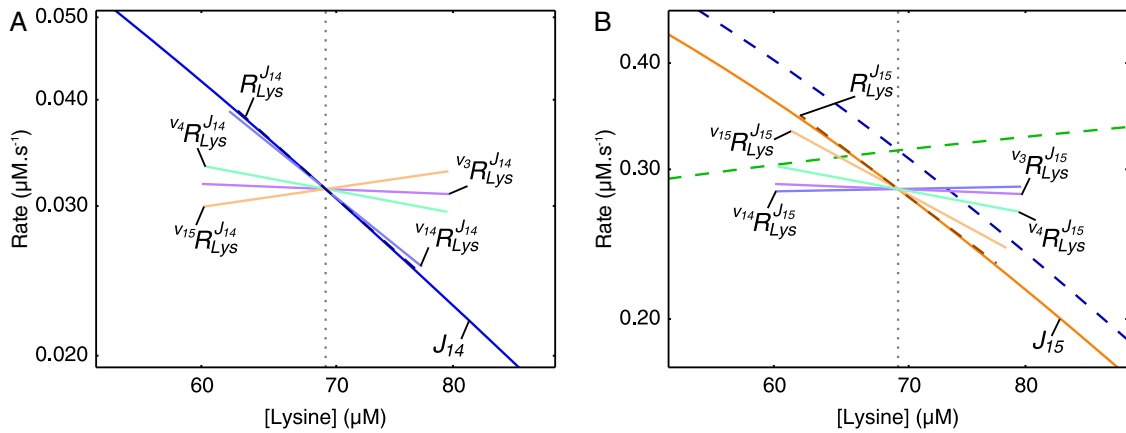 A
0.050
0.040
0.030
0.020
Rate (μM.s⁻¹)
R_Lys^J14
v4R_Lys^J14
v3R_Lys^J14
v15R_Lys^J14
v14R_Lys^J14
J14
60
70
80
[Lysine] (μM)
B
0.40
0.30
0.20
Rate (μM.s⁻¹)
R_Lys^J15
v15R_Lys^J15
v3R_Lys^J15
v14R_Lys^J15
v4R_Lys^J15
J15
60
70
80
[Lysine] (μM)